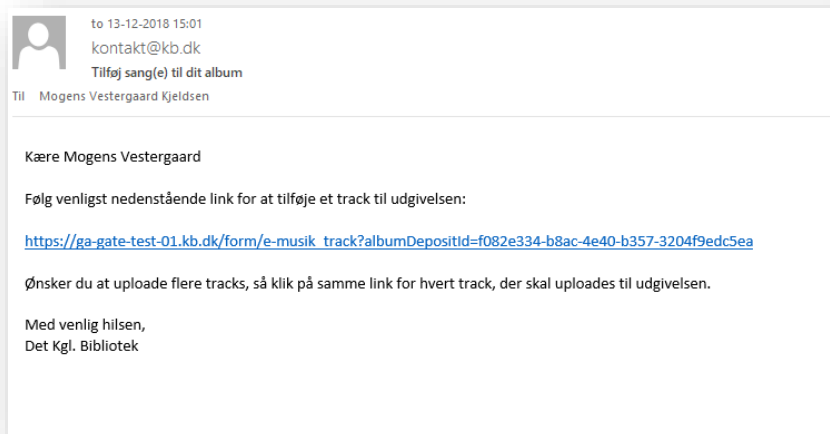 to 13-12-2018 15:01
kontakt@kb.dk
Tilføj sang(e) til dit album
Til Mogens Vestergaard Kjeldsen
Kære Mogens Vestergaard
Følg venligst nedenstående link for at tilføje et track til udgivelsen:
https://ga-gate-test-01.kb.dk/form/e-musik_track?albumDepositId=f082e334-b8ac-4e40-b357-3204f9edc5ea
Ønsker du at uploade flere tracks, så klik på samme link for hvert track, der skal uploades til udgivelsen.
Med venlig hilsen,
Det Kgl. Bibliotek